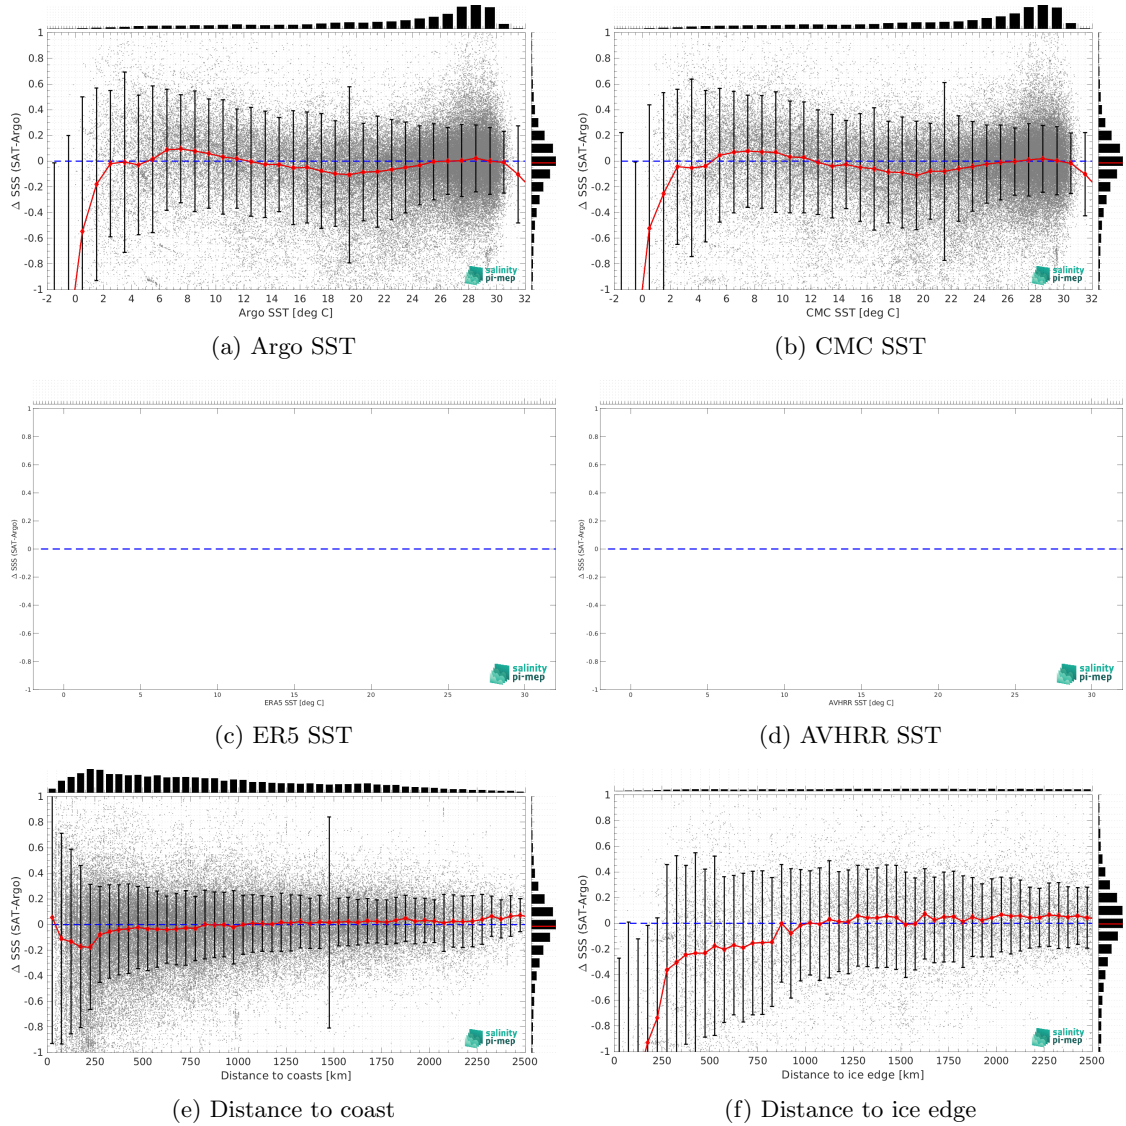 1
0.8
0.6
0.4
0.2
0
-0.2
-0.4
-0.6
-0.8
-1
Δ SSS (SAT-Argo)
-2 0 2 4 6 8 10 12 14 16 18 20 22 24 26 28 30 32
Argo SST [deg C]
salinity
pi-mep
(a) Argo SST
1
0.8
0.6
0.4
0.2
0
-0.2
-0.4
-0.6
-0.8
-1
Δ SSS (SAT-Argo)
-2 0 2 4 6 8 10 12 14 16 18 20 22 24 26 28 30 32
CMC SST [deg C]
salinity
pi-mep
(b) CMC SST
1
0.8
0.6
0.4
0.2
0
-0.2
-0.4
-0.6
-0.8
-1
Δ SSS (SAT-Argo)
0 5 10 15 20 25 30
ERA5 SST [deg C]
salinity
pi-mep
(c) ER5 SST
1
0.8
0.6
0.4
0.2
0
-0.2
-0.4
-0.6
-0.8
-1
Δ SSS (SAT-Argo)
0 5 10 15 20 25 30
AVHRR SST [deg C]
salinity
pi-mep
(d) AVHRR SST
1
0.8
0.6
0.4
0.2
0
-0.2
-0.4
-0.6
-0.8
-1
Δ SSS (SAT-Argo)
0 250 500 750 1000 1250 1500 1750 2000 2250 2500
Distance to coasts [km]
salinity
pi-mep
(e) Distance to coast
1
0.8
0.6
0.4
0.2
0
-0.2
-0.4
-0.6
-0.8
-1
Δ SSS (SAT-Argo)
0 250 500 750 1000 1250 1500 1750 2000 2250 2500
Distance to ice edge [km]
salinity
pi-mep
(f) Distance to ice edge